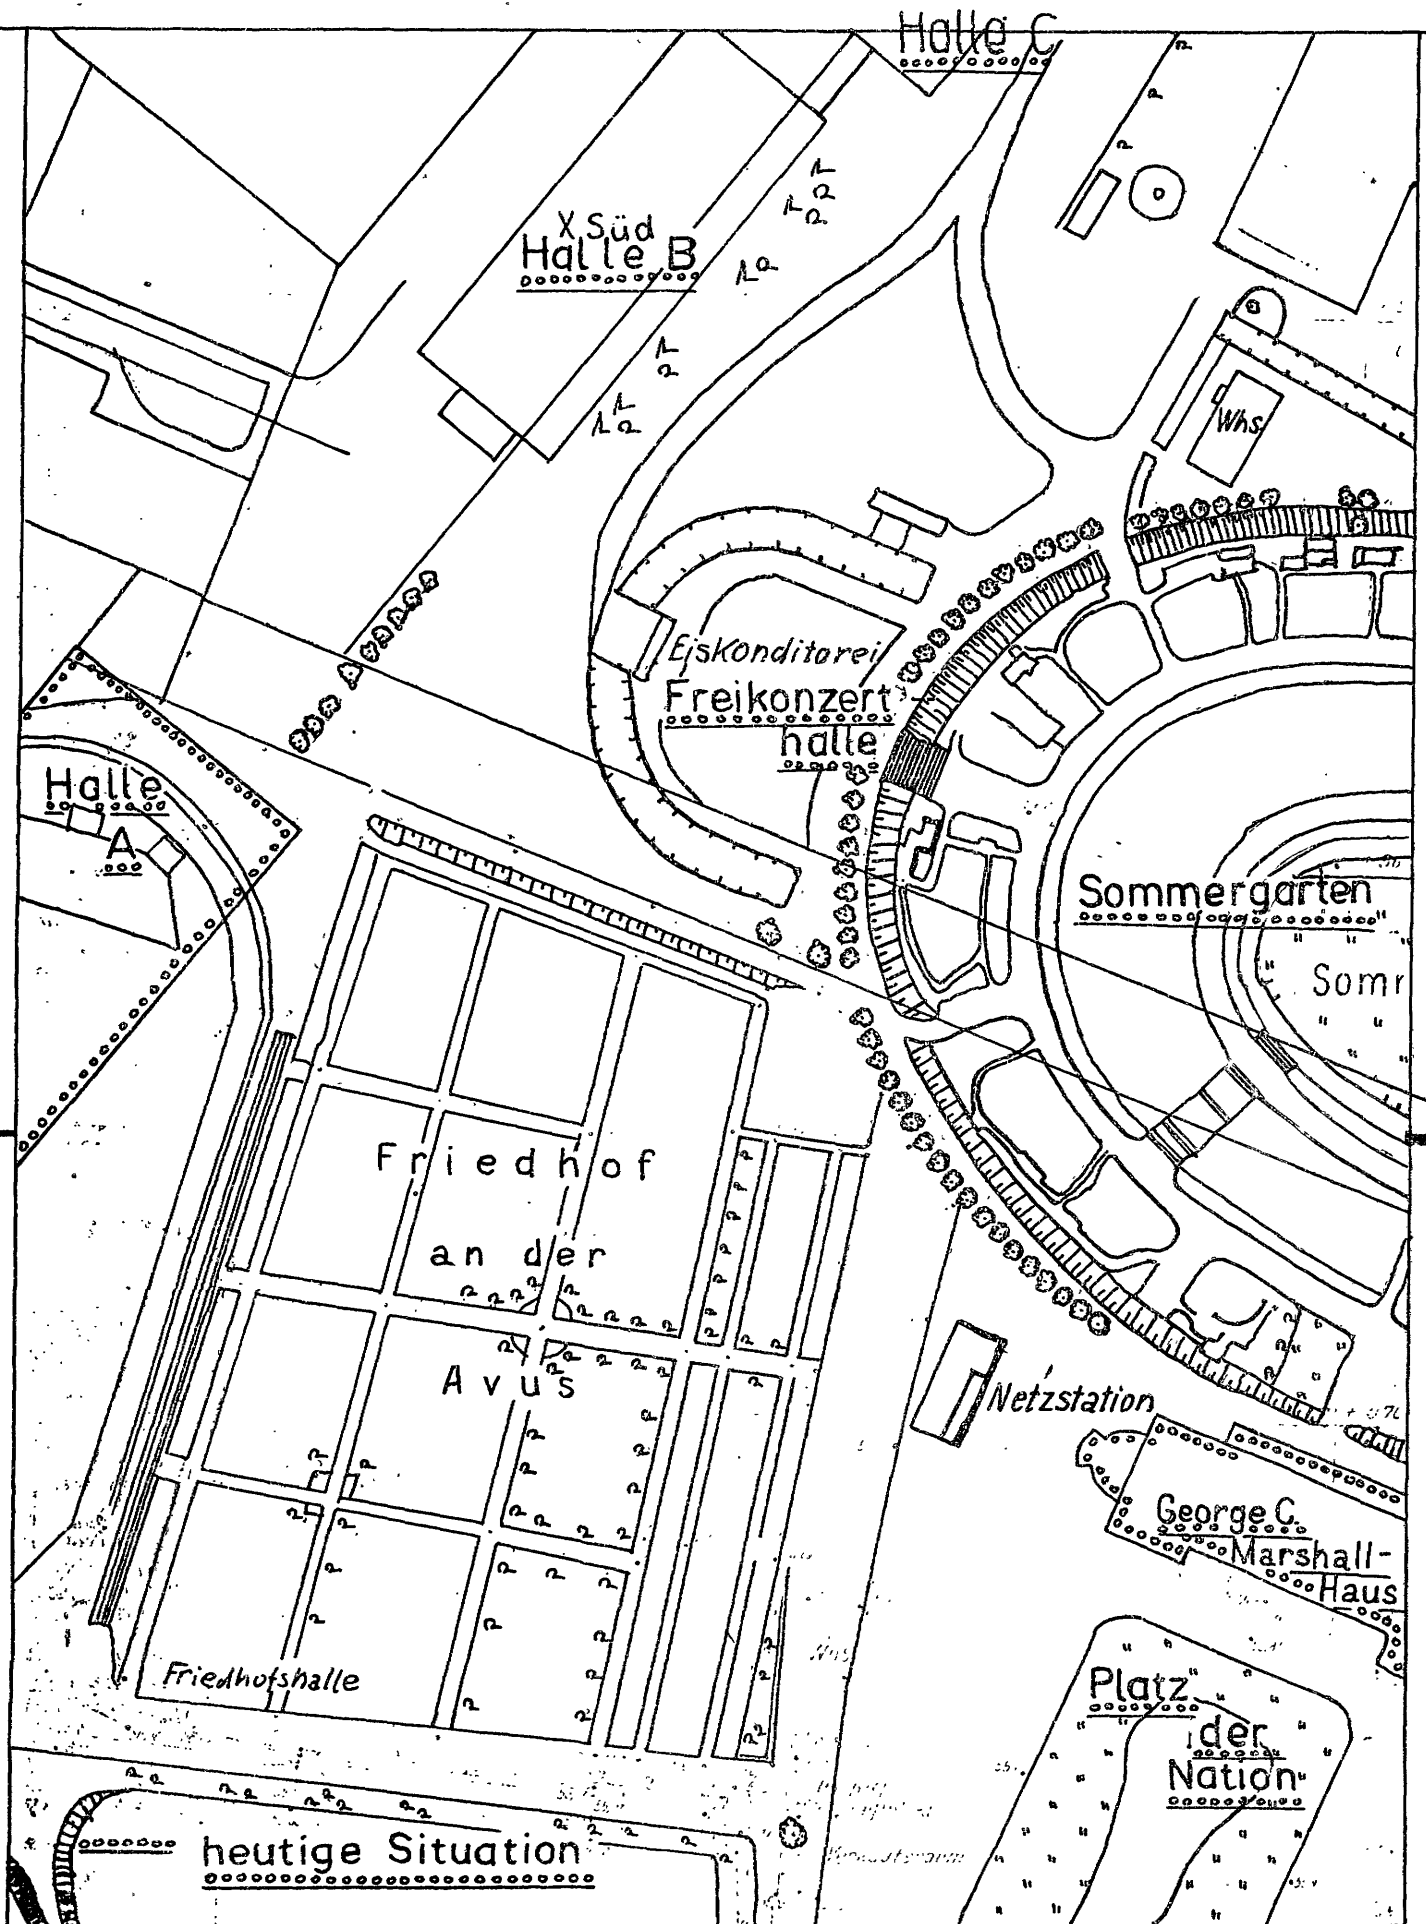 Halle C
X Süd
Halle B
Whs.
Eiskonditorei
Freikonzert
halle
Halle
A
Sommergarten
Somr
Friedhof
an der
Avus
Netzstation
George C.
Marshall-
Haus
Friedhofshalle
Platz
der
Nation
heutige Situation